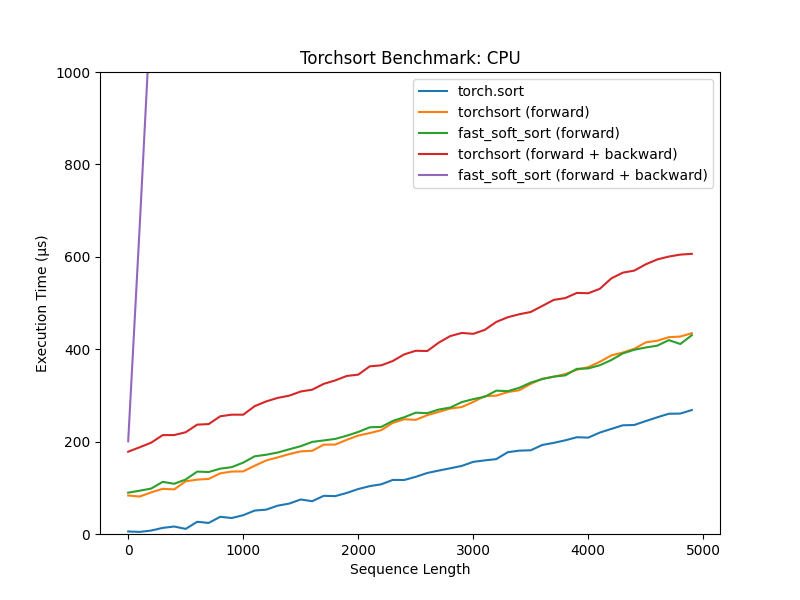 Torchsort Benchmark: CPU
1000
800
600
400
200
0
Execution Time (μs)
torch.sort
torchsort (forward)
fast_soft_sort (forward)
torchsort (forward + backward)
fast_soft_sort (forward + backward)
0
1000
2000
3000
4000
5000
Sequence Length